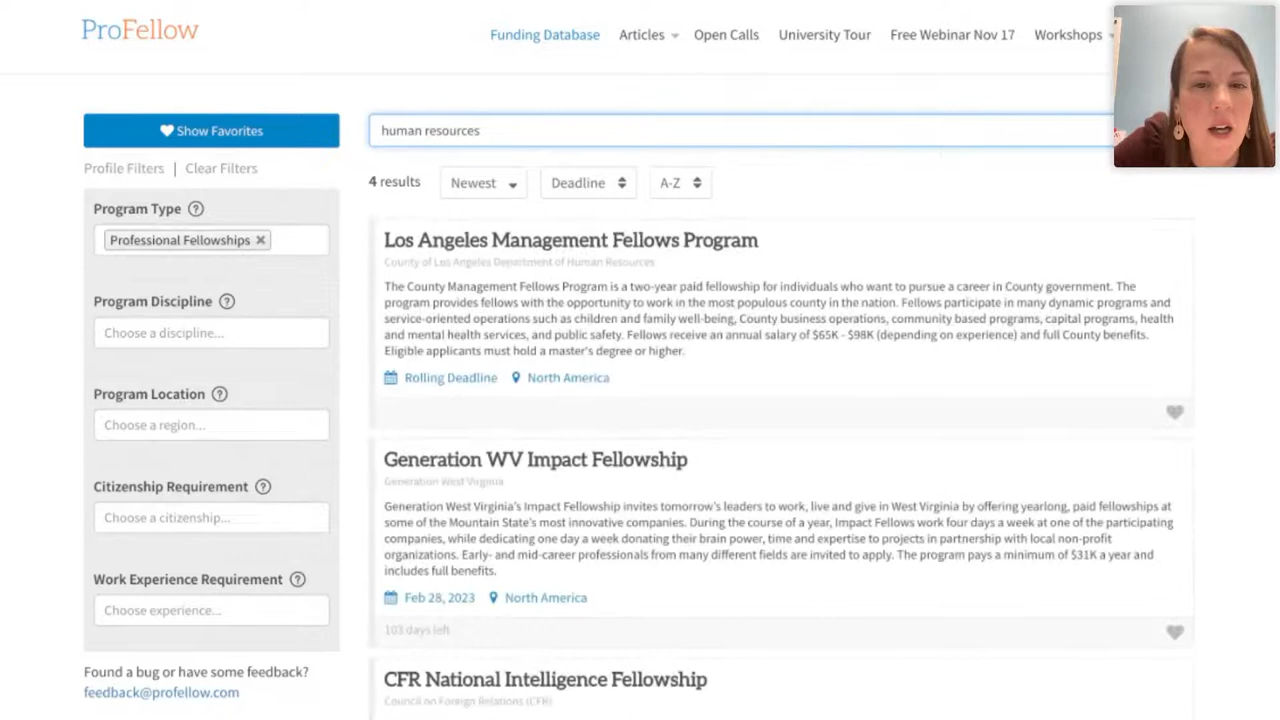 ProFellow
Funding Database Articles Open Calls University Tour Free Webinar Nov 17 Workshops
Show Favorites
human resources
Profile Filters | Clear Filters
4 results Newest Deadline A-Z
Program Type
Professional Fellowships ×
Program Discipline
Choose a discipline...
Program Location
Choose a region...
Citizenship Requirement
Choose a citizenship...
Work Experience Requirement
Choose experience...
Found a bug or have some feedback?
feedback@profellow.com
Los Angeles Management Fellows Program
County of Los Angeles Department of Human Resources
The County Management Fellows Program is a two-year paid fellowship for individuals who want to pursue a career in County government. The
program provides fellows with the opportunity to work in the most populous county in the nation. Fellows participate in many dynamic programs and
service-oriented operations such as children and family well-being, County business operations, community based programs, capital programs, health
and mental health services, and public safety. Fellows receive an annual salary of $65K - $98K (depending on experience) and full County benefits.
Eligible applicants must hold a master's degree or higher.
Rolling Deadline North America
Generation WV Impact Fellowship
Generation West Virginia
Generation West Virginia's Impact Fellowship invites tomorrow's leaders to work, live and give in West Virginia by offering yearlong, paid fellowships at
some of the Mountain State's most innovative companies. During the course of a year, Impact Fellows work four days a week at one of the participating
companies, while dedicating one day a week donating their brain power, time and expertise to projects in partnership with local non-profit
organizations. Early- and mid-career professionals from many different fields are invited to apply. The program pays a minimum of $31K a year and
includes full benefits.
Feb 28, 2023 North America
103 days left
CFR National Intelligence Fellowship
Council on Foreign Relations (CFR)